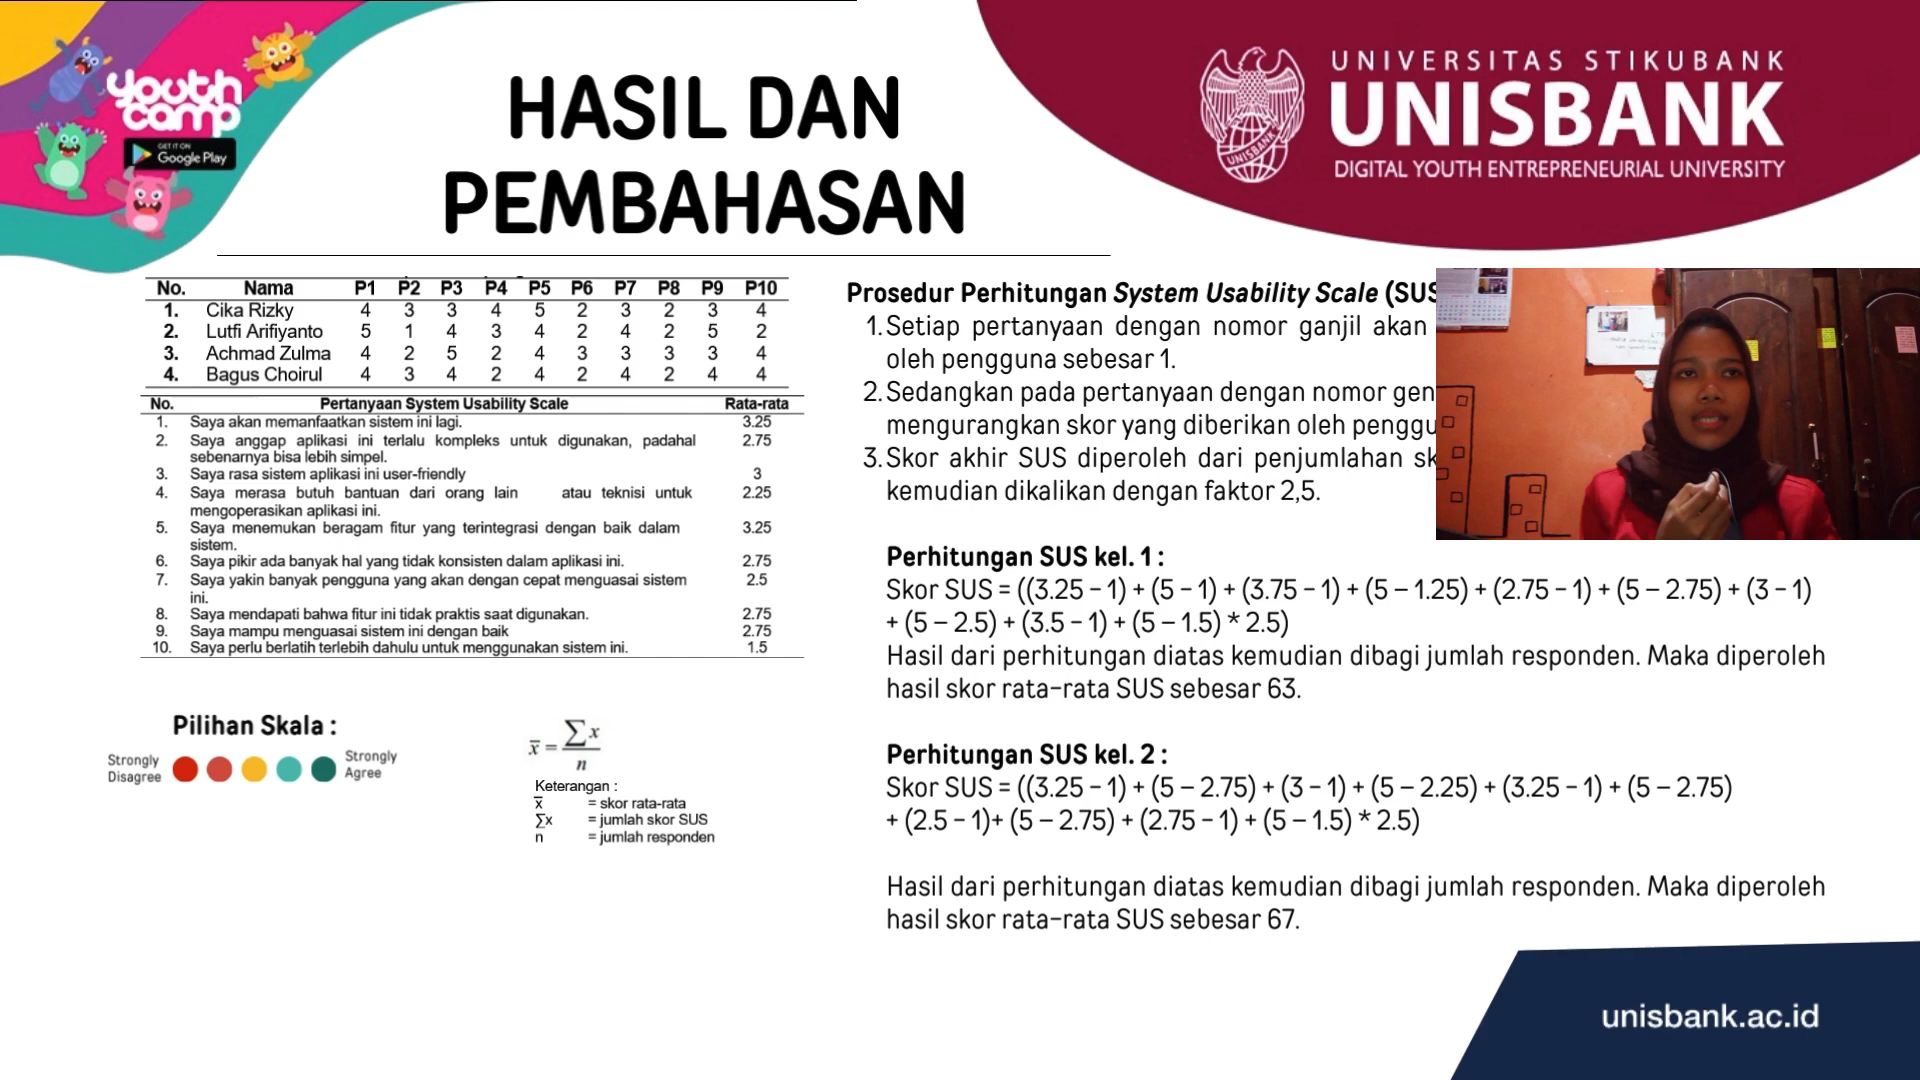 youth
camp
GET IT ON
Google Play
HASIL DAN
PEMBAHASAN
UNIVERSITAS STIKUBANK
UNISBANK
DIGITAL YOUTH ENTREPRENEURIAL UNIVERSITY
UNISBANK
No. Nama P1 P2 P3 P4 P5 P6 P7 P8 P9 P10
1. Cika Rizky 4 3 3 4 5 2 3 2 3 4
2. Lutfi Arifiyanto 5 1 4 3 4 2 4 2 5 2
3. Achmad Zulma 4 2 5 2 4 3 3 3 3 4
4. Bagus Choirul 4 3 4 2 4 2 4 2 4 4
No. Pertanyaan System Usability Scale Rata-rata
1. Saya akan memanfaatkan sistem ini lagi. 3.25
2. Saya anggap aplikasi ini terlalu kompleks untuk digunakan, padahal 2.75
sebenarnya bisa lebih simpel.
3. Saya rasa sistem aplikasi ini user-friendly 3
4. Saya merasa butuh bantuan dari orang lain atau teknisi untuk 2.25
mengoperasikan aplikasi ini.
5. Saya menemukan beragam fitur yang terintegrasi dengan baik dalam 3.25
sistem.
6. Saya pikir ada banyak hal yang tidak konsisten dalam aplikasi ini. 2.75
7. Saya yakin banyak pengguna yang akan dengan cepat menguasai sistem 2.5
ini.
8. Saya mendapati bahwa fitur ini tidak praktis saat digunakan. 2.75
9. Saya mampu menguasai sistem ini dengan baik 2.75
10. Saya perlu berlatih terlebih dahulu untuk menggunakan sistem ini. 1.5
Pilihan Skala :
Strongly
Disagree
Strongly
Agree
x̅ = ∑x / n
Keterangan :
x̅ = skor rata-rata
∑x = jumlah skor SUS
n = jumlah responden
Prosedur Perhitungan System Usability Scale (SUS
1. Setiap pertanyaan dengan nomor ganjil akan
oleh pengguna sebesar 1.
2. Sedangkan pada pertanyaan dengan nomor gen
mengurangkan skor yang diberikan oleh penggu
3. Skor akhir SUS diperoleh dari penjumlahan sk
kemudian dikalikan dengan faktor 2,5.
Perhitungan SUS kel. 1 :
Skor SUS = ((3.25 – 1) + (5 – 1) + (3.75 – 1) + (5 – 1.25) + (2.75 – 1) + (5 – 2.75) + (3 – 1)
+ (5 – 2.5) + (3.5 – 1) + (5 – 1.5) * 2.5)
Hasil dari perhitungan diatas kemudian dibagi jumlah responden. Maka diperoleh
hasil skor rata-rata SUS sebesar 63.
Perhitungan SUS kel. 2 :
Skor SUS = ((3.25 – 1) + (5 – 2.75) + (3 – 1) + (5 – 2.25) + (3.25 – 1) + (5 – 2.75)
+ (2.5 – 1)+ (5 – 2.75) + (2.75 – 1) + (5 – 1.5) * 2.5)
Hasil dari perhitungan diatas kemudian dibagi jumlah responden. Maka diperoleh
hasil skor rata-rata SUS sebesar 67.
unisbank.ac.id